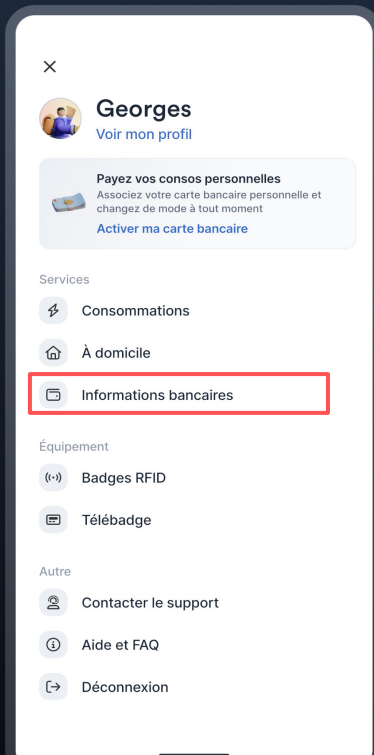 Georges
Voir mon profil
Payez vos consos personnelles
Associez votre carte bancaire personnelle et
changez de mode à tout moment
Activer ma carte bancaire
Services
Consommations
À domicile
Informations bancaires
Équipement
Badges RFID
Télébadge
Autre
Contacter le support
Aide et FAQ
Déconnexion